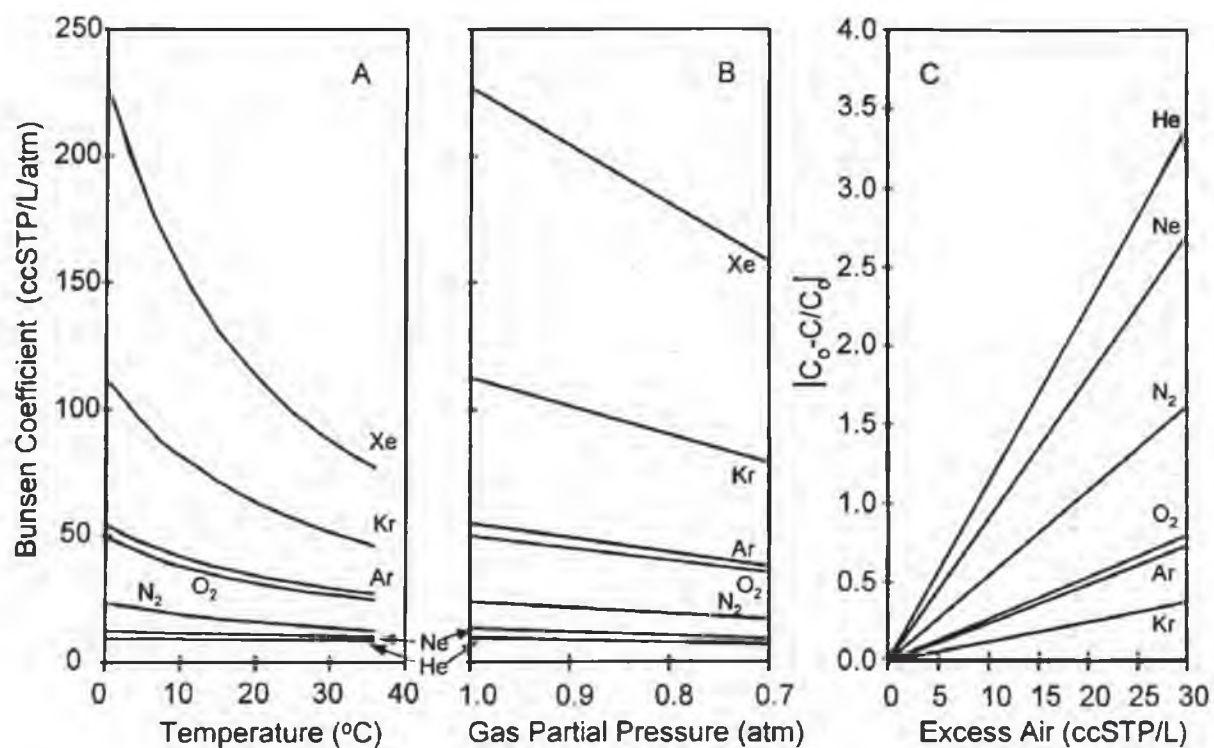 Bunsen Coefficient (ccSTP/L/atm)
250
200
150
100
50
0
A
Xe
Kr
Ar
O₂
N₂
Ne
He
0
10
20
30
40
Temperature (ºC)
B
Xe
Kr
Ar
O₂
N₂
1.0
0.9
0.8
0.7
Gas Partial Pressure (atm)
|Cₒ-C/Cₒ|
4.0
3.5
3.0
2.5
2.0
1.5
1.0
0.5
0.0
C
He
Ne
N₂
O₂
Ar
Kr
0
5
10
15
20
25
30
Excess Air (ccSTP/L)